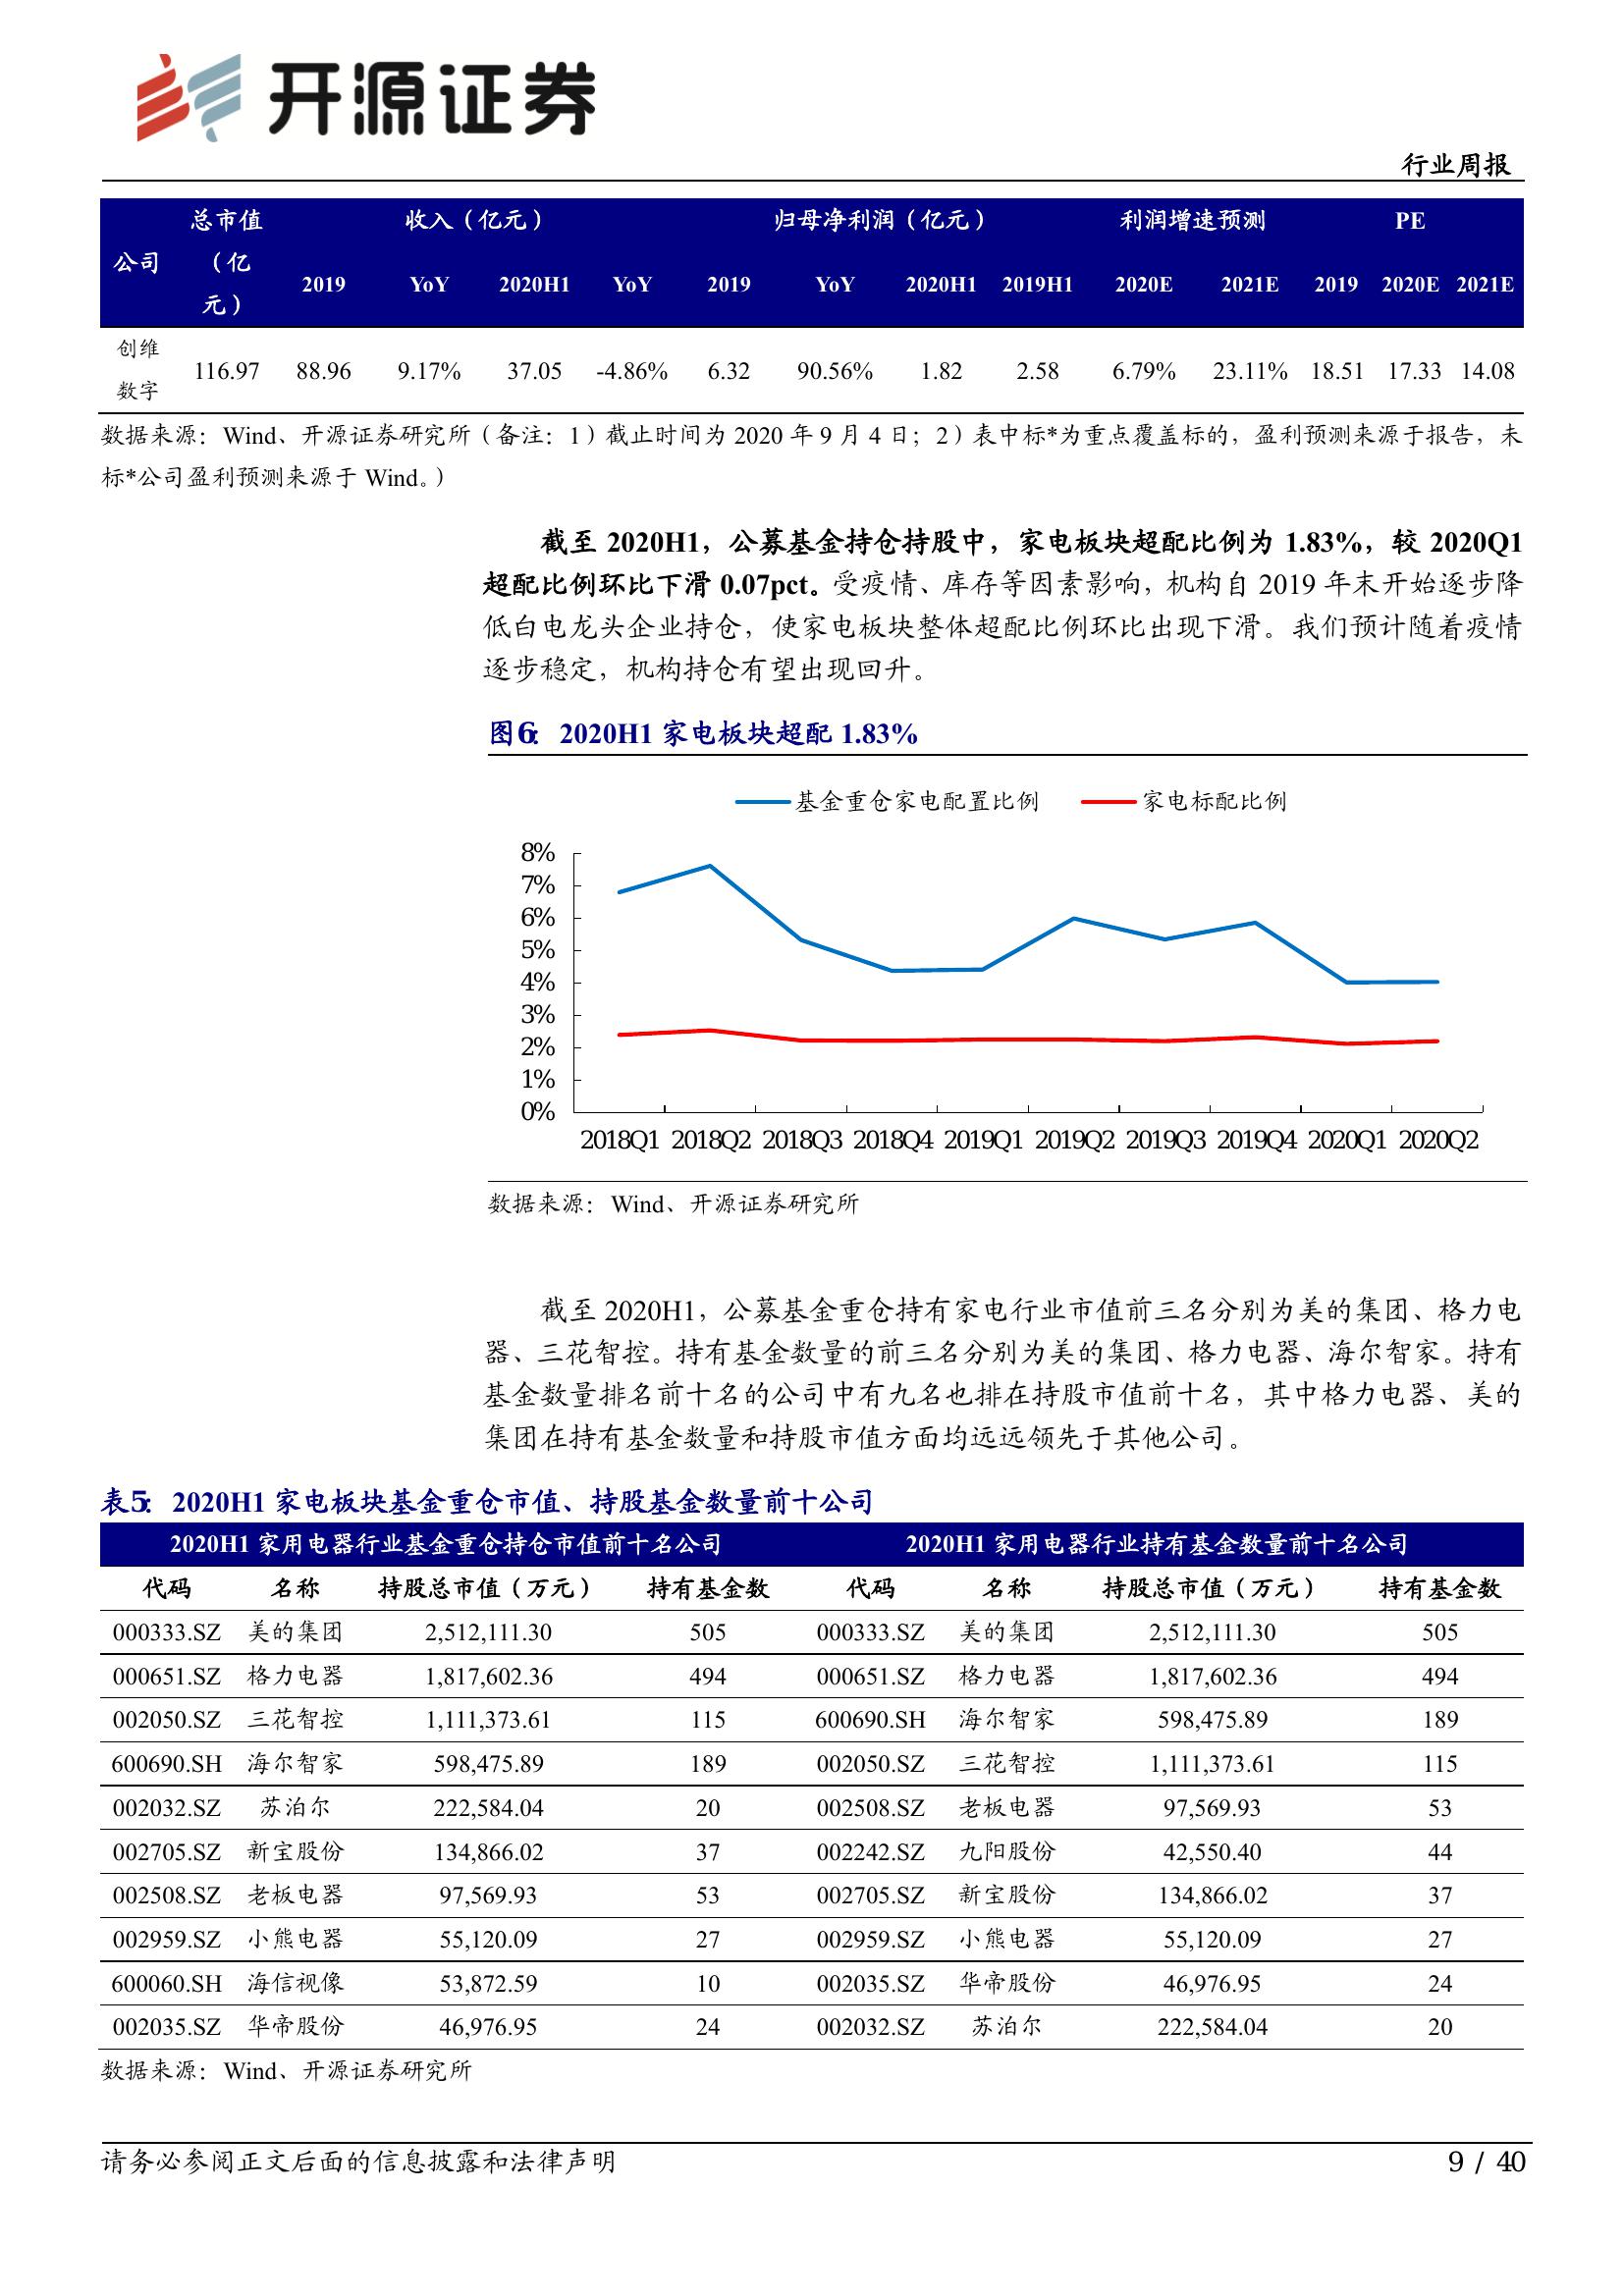 开源证券
行业周报
公司 总市值（亿元） 收入（亿元） 归母净利润（亿元） 利润增速预测 PE
2019 YoY 2020H1 YoY 2019 YoY 2020H1 2019H1 2020E 2021E 2019 2020E 2021E
创维数字 116.97 88.96 9.17% 37.05 -4.86% 6.32 90.56% 1.82 2.58 6.79% 23.11% 18.51 17.33 14.08
数据来源：Wind、开源证券研究所（备注：1）截止时间为 2020 年 9 月 4 日；2）表中标*为重点覆盖标的，盈利预测来源于报告，未
标*公司盈利预测来源于 Wind。）
截至 2020H1，公募基金持仓持股中，家电板块超配比例为 1.83%，较 2020Q1
超配比例环比下滑 0.07pct。受疫情、库存等因素影响，机构自 2019 年末开始逐步降
低白电龙头企业持仓，使家电板块整体超配比例环比出现下滑。我们预计随着疫情
逐步稳定，机构持仓有望出现回升。
图6： 2020H1 家电板块超配 1.83%
基金重仓家电配置比例 家电标配比例
8%
7%
6%
5%
4%
3%
2%
1%
0%
2018Q1 2018Q2 2018Q3 2018Q4 2019Q1 2019Q2 2019Q3 2019Q4 2020Q1 2020Q2
数据来源：Wind、开源证券研究所
截至 2020H1，公募基金重仓持有家电行业市值前三名分别为美的集团、格力电
器、三花智控。持有基金数量的前三名分别为美的集团、格力电器、海尔智家。持有
基金数量排名前十名的公司中有九名也排在持股市值前十名，其中格力电器、美的
集团在持有基金数量和持股市值方面均远远领先于其他公司。
表5： 2020H1 家电板块基金重仓市值、持股基金数量前十公司
2020H1 家用电器行业基金重仓持仓市值前十名公司 2020H1 家用电器行业持有基金数量前十名公司
代码 名称 持股总市值（万元） 持有基金数 代码 名称 持股总市值（万元） 持有基金数
000333.SZ 美的集团 2,512,111.30 505 000333.SZ 美的集团 2,512,111.30 505
000651.SZ 格力电器 1,817,602.36 494 000651.SZ 格力电器 1,817,602.36 494
002050.SZ 三花智控 1,111,373.61 115 600690.SH 海尔智家 598,475.89 189
600690.SH 海尔智家 598,475.89 189 002050.SZ 三花智控 1,111,373.61 115
002032.SZ 苏泊尔 222,584.04 20 002508.SZ 老板电器 97,569.93 53
002705.SZ 新宝股份 134,866.02 37 002242.SZ 九阳股份 42,550.40 44
002508.SZ 老板电器 97,569.93 53 002705.SZ 新宝股份 134,866.02 37
002959.SZ 小熊电器 55,120.09 27 002959.SZ 小熊电器 55,120.09 27
600060.SH 海信视像 53,872.59 10 002035.SZ 华帝股份 46,976.95 24
002035.SZ 华帝股份 46,976.95 24 002032.SZ 苏泊尔 222,584.04 20
数据来源：Wind、开源证券研究所
请务必参阅正文后面的信息披露和法律声明 9 / 40